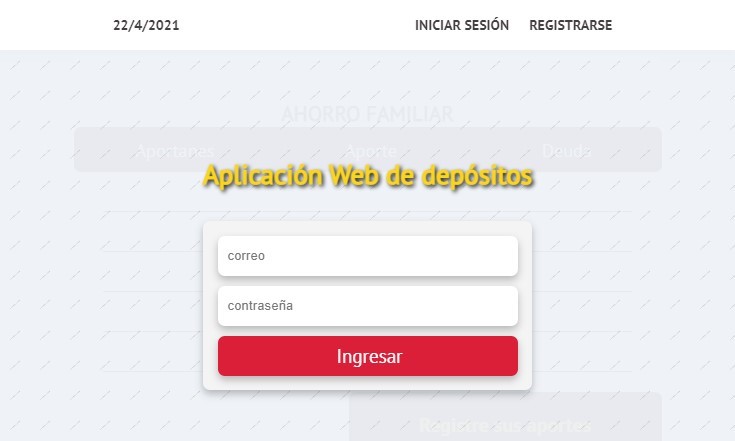 22/4/2021 INICIAR SESIÓN REGISTRARSE
AHORRO FAMILIAR
Aportanes Aporte Deuda
Aplicación Web de depósitos
correo
contraseña
Ingresar
Registre sus aportes